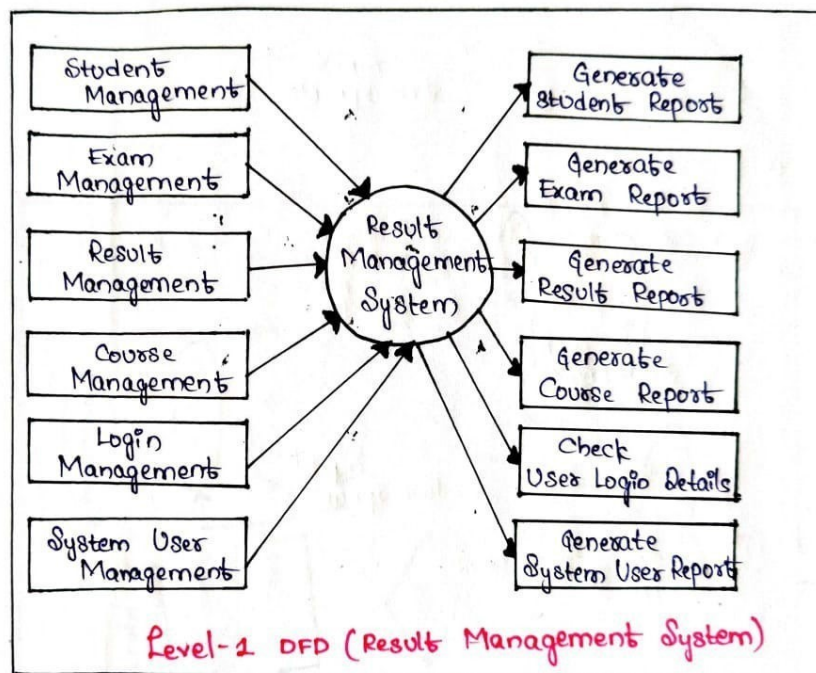 Student
Management
Exam
Management
Result
Management
Course
Management
Login
Management
System User
Management
Result
Management
System
Generate
Student Report
Generate
Exam Report
Generate
Result Report
Generate
Course Report
Check
User Login Details
Generate
System User Report
Level-1 DFD (Result Management System)